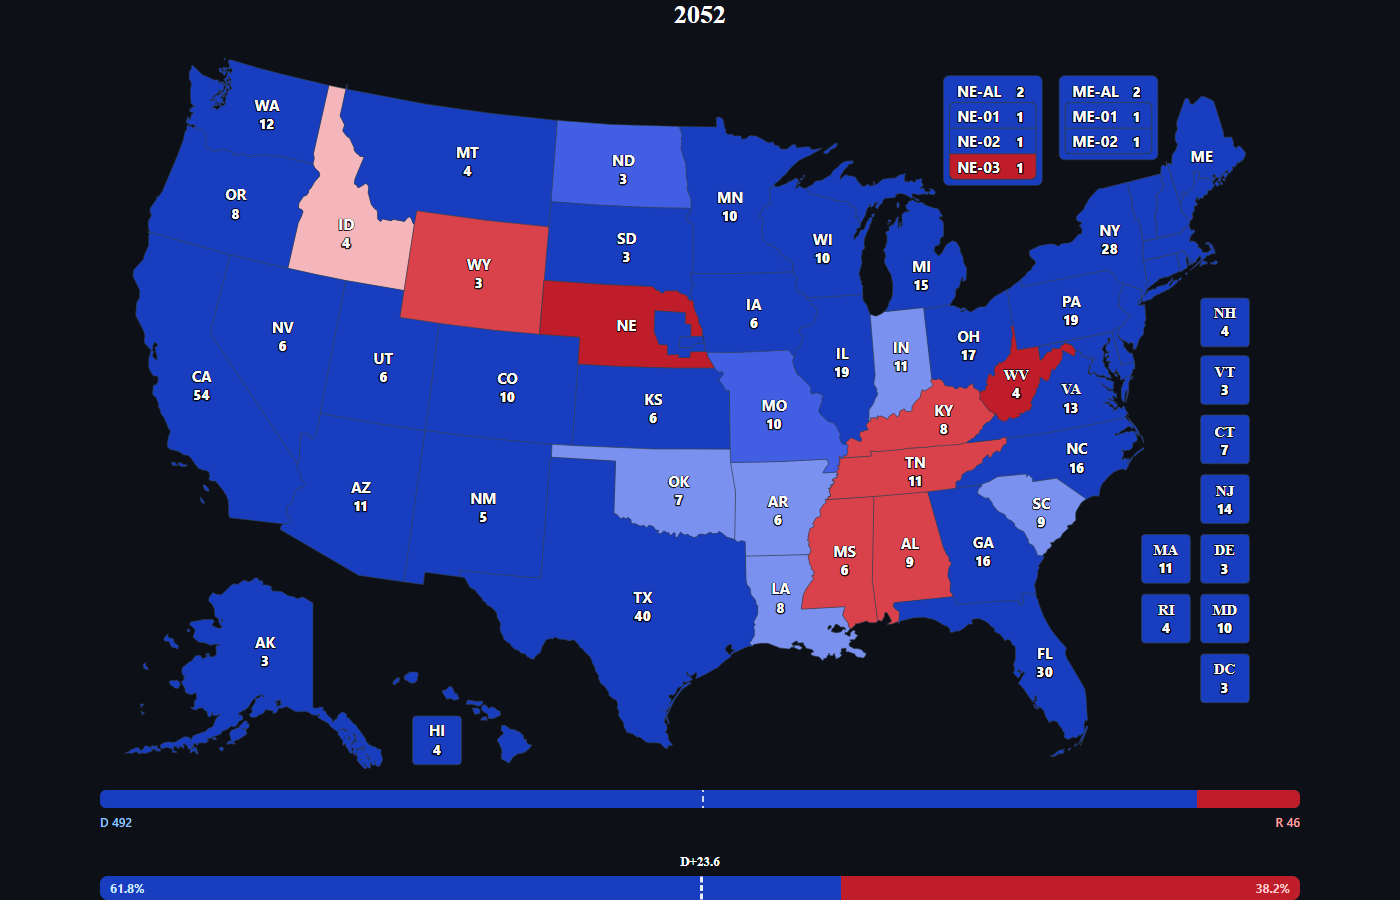 2052
NE-AL 2
NE-01 1
NE-02 1
NE-03 1
ME-AL 2
ME-01 1
ME-02 1
WA
12
OR
8
ID
4
MT
4
ND
3
MN
10
WI
10
MI
15
NY
28
ME
WY
3
SD
3
NE
IA
6
IL
19
IN
11
OH
17
PA
19
NH
4
VT
3
CT
7
NJ
14
MA
11
DE
3
RI
4
MD
10
DC
3
CA
54
NV
6
UT
6
CO
10
KS
6
MO
10
KY
8
WV
4
VA
13
NC
16
TN
11
AZ
11
NM
5
OK
7
AR
6
SC
9
MS
6
AL
9
GA
16
LA
8
TX
40
FL
30
AK
3
HI
4
D 492
R 46
D+23.6
61.8%
38.2%